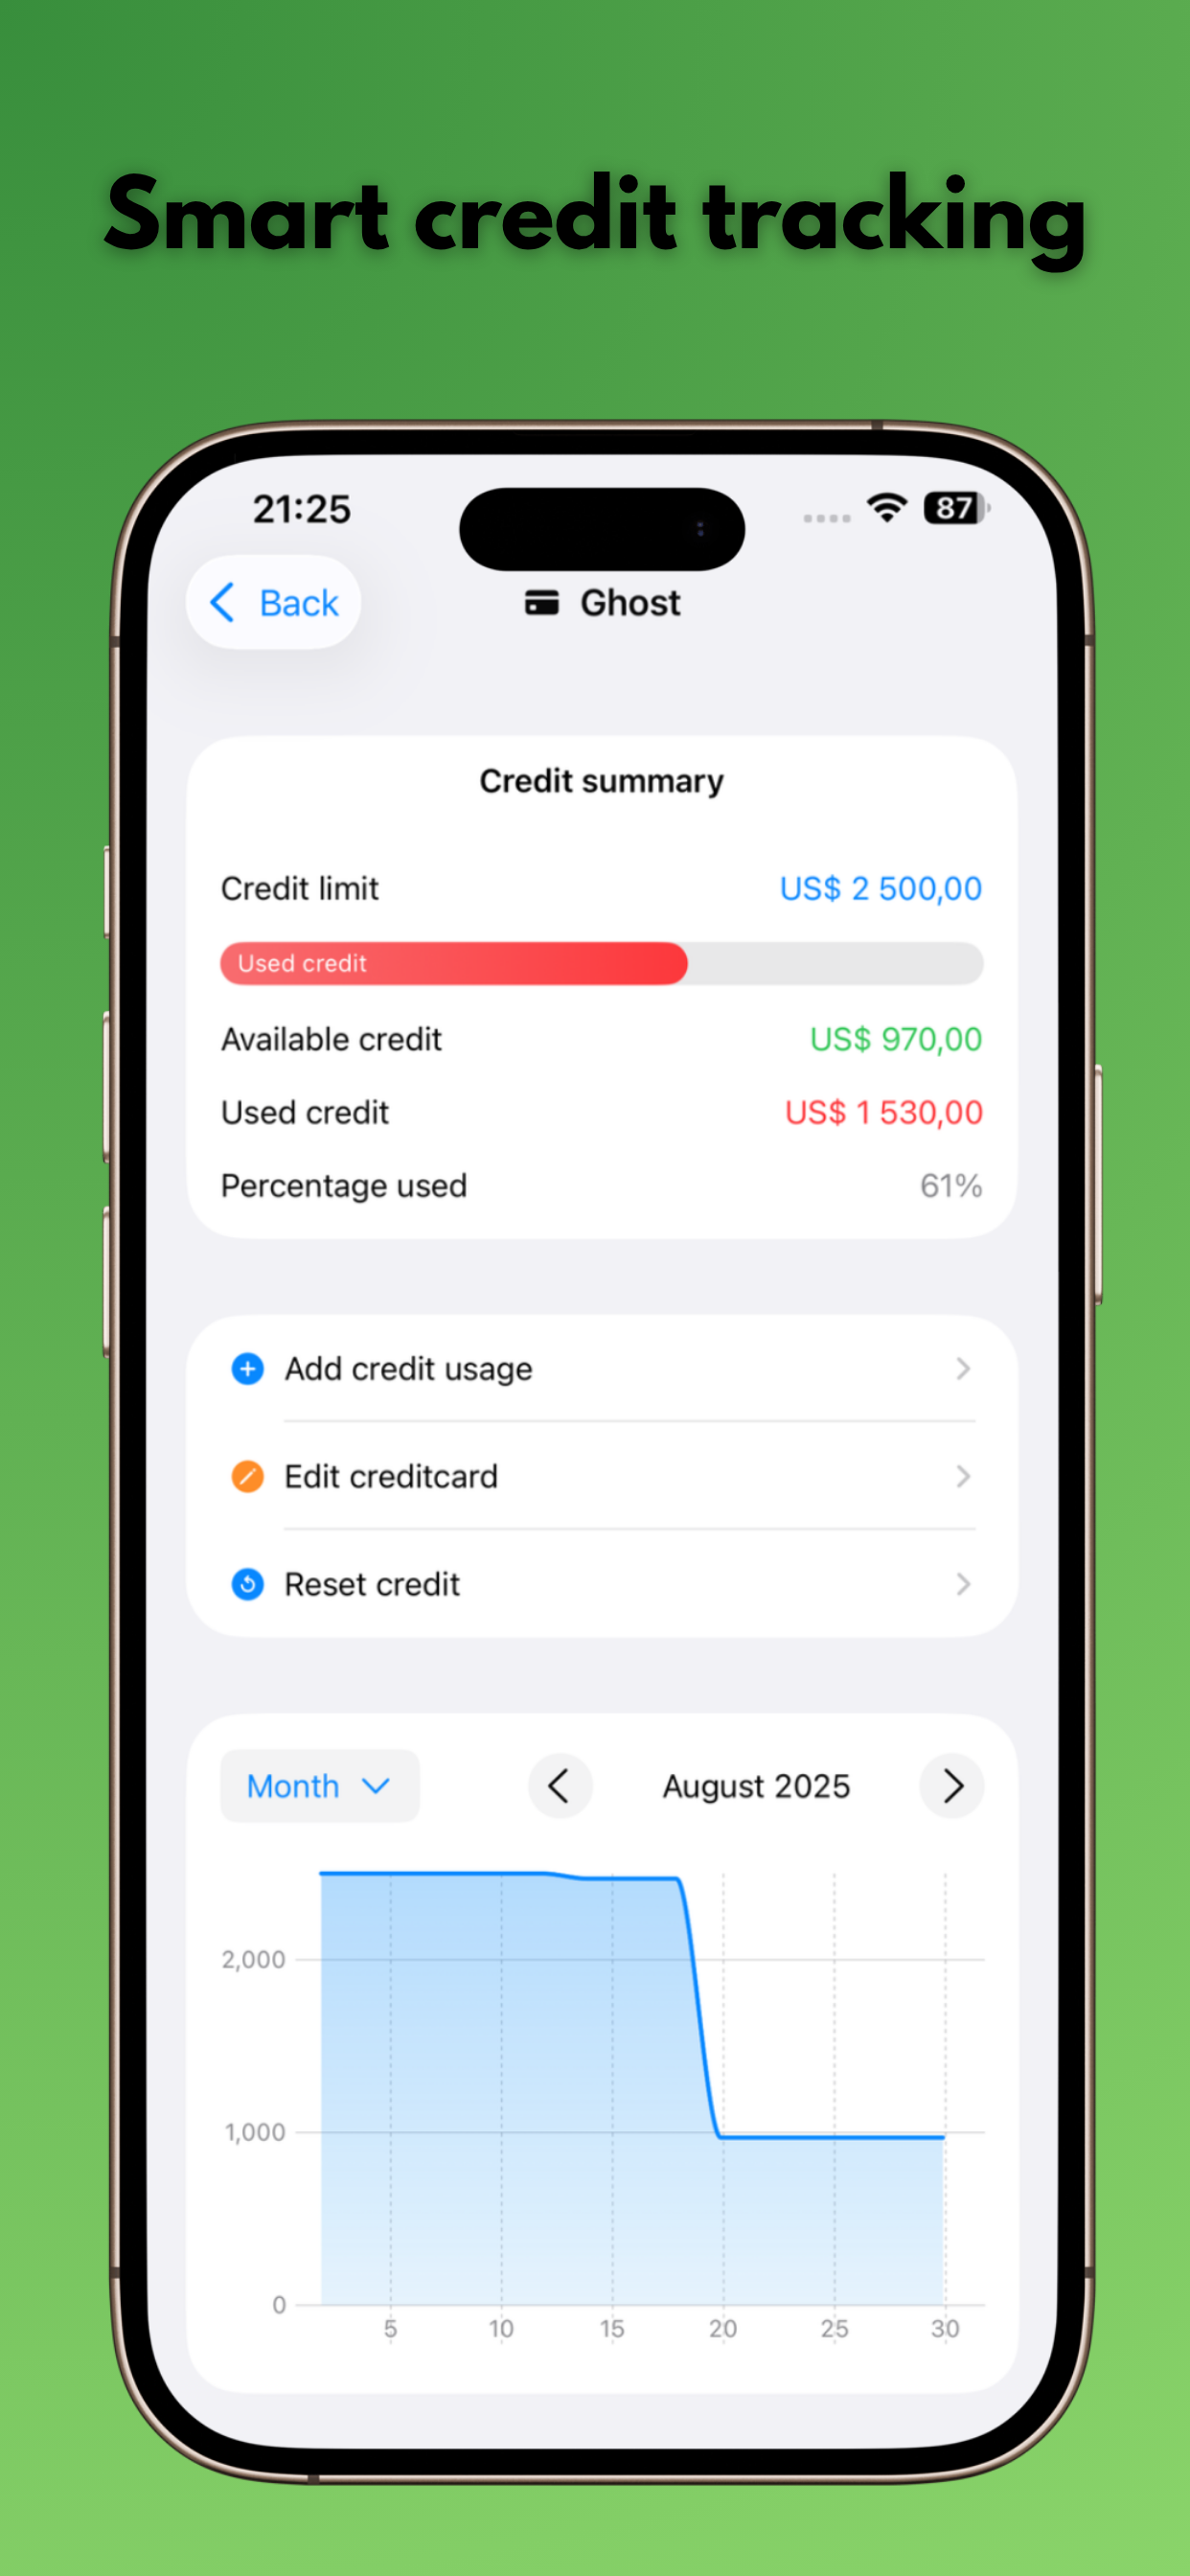 Smart credit tracking
21:25
87
Back
Ghost
Credit summary
Credit limit US$ 2 500,00
Used credit
Available credit US$ 970,00
Used credit US$ 1 530,00
Percentage used 61%
Add credit usage
Edit creditcard
Reset credit
Month August 2025
2,000
1,000
0
5 10 15 20 25 30